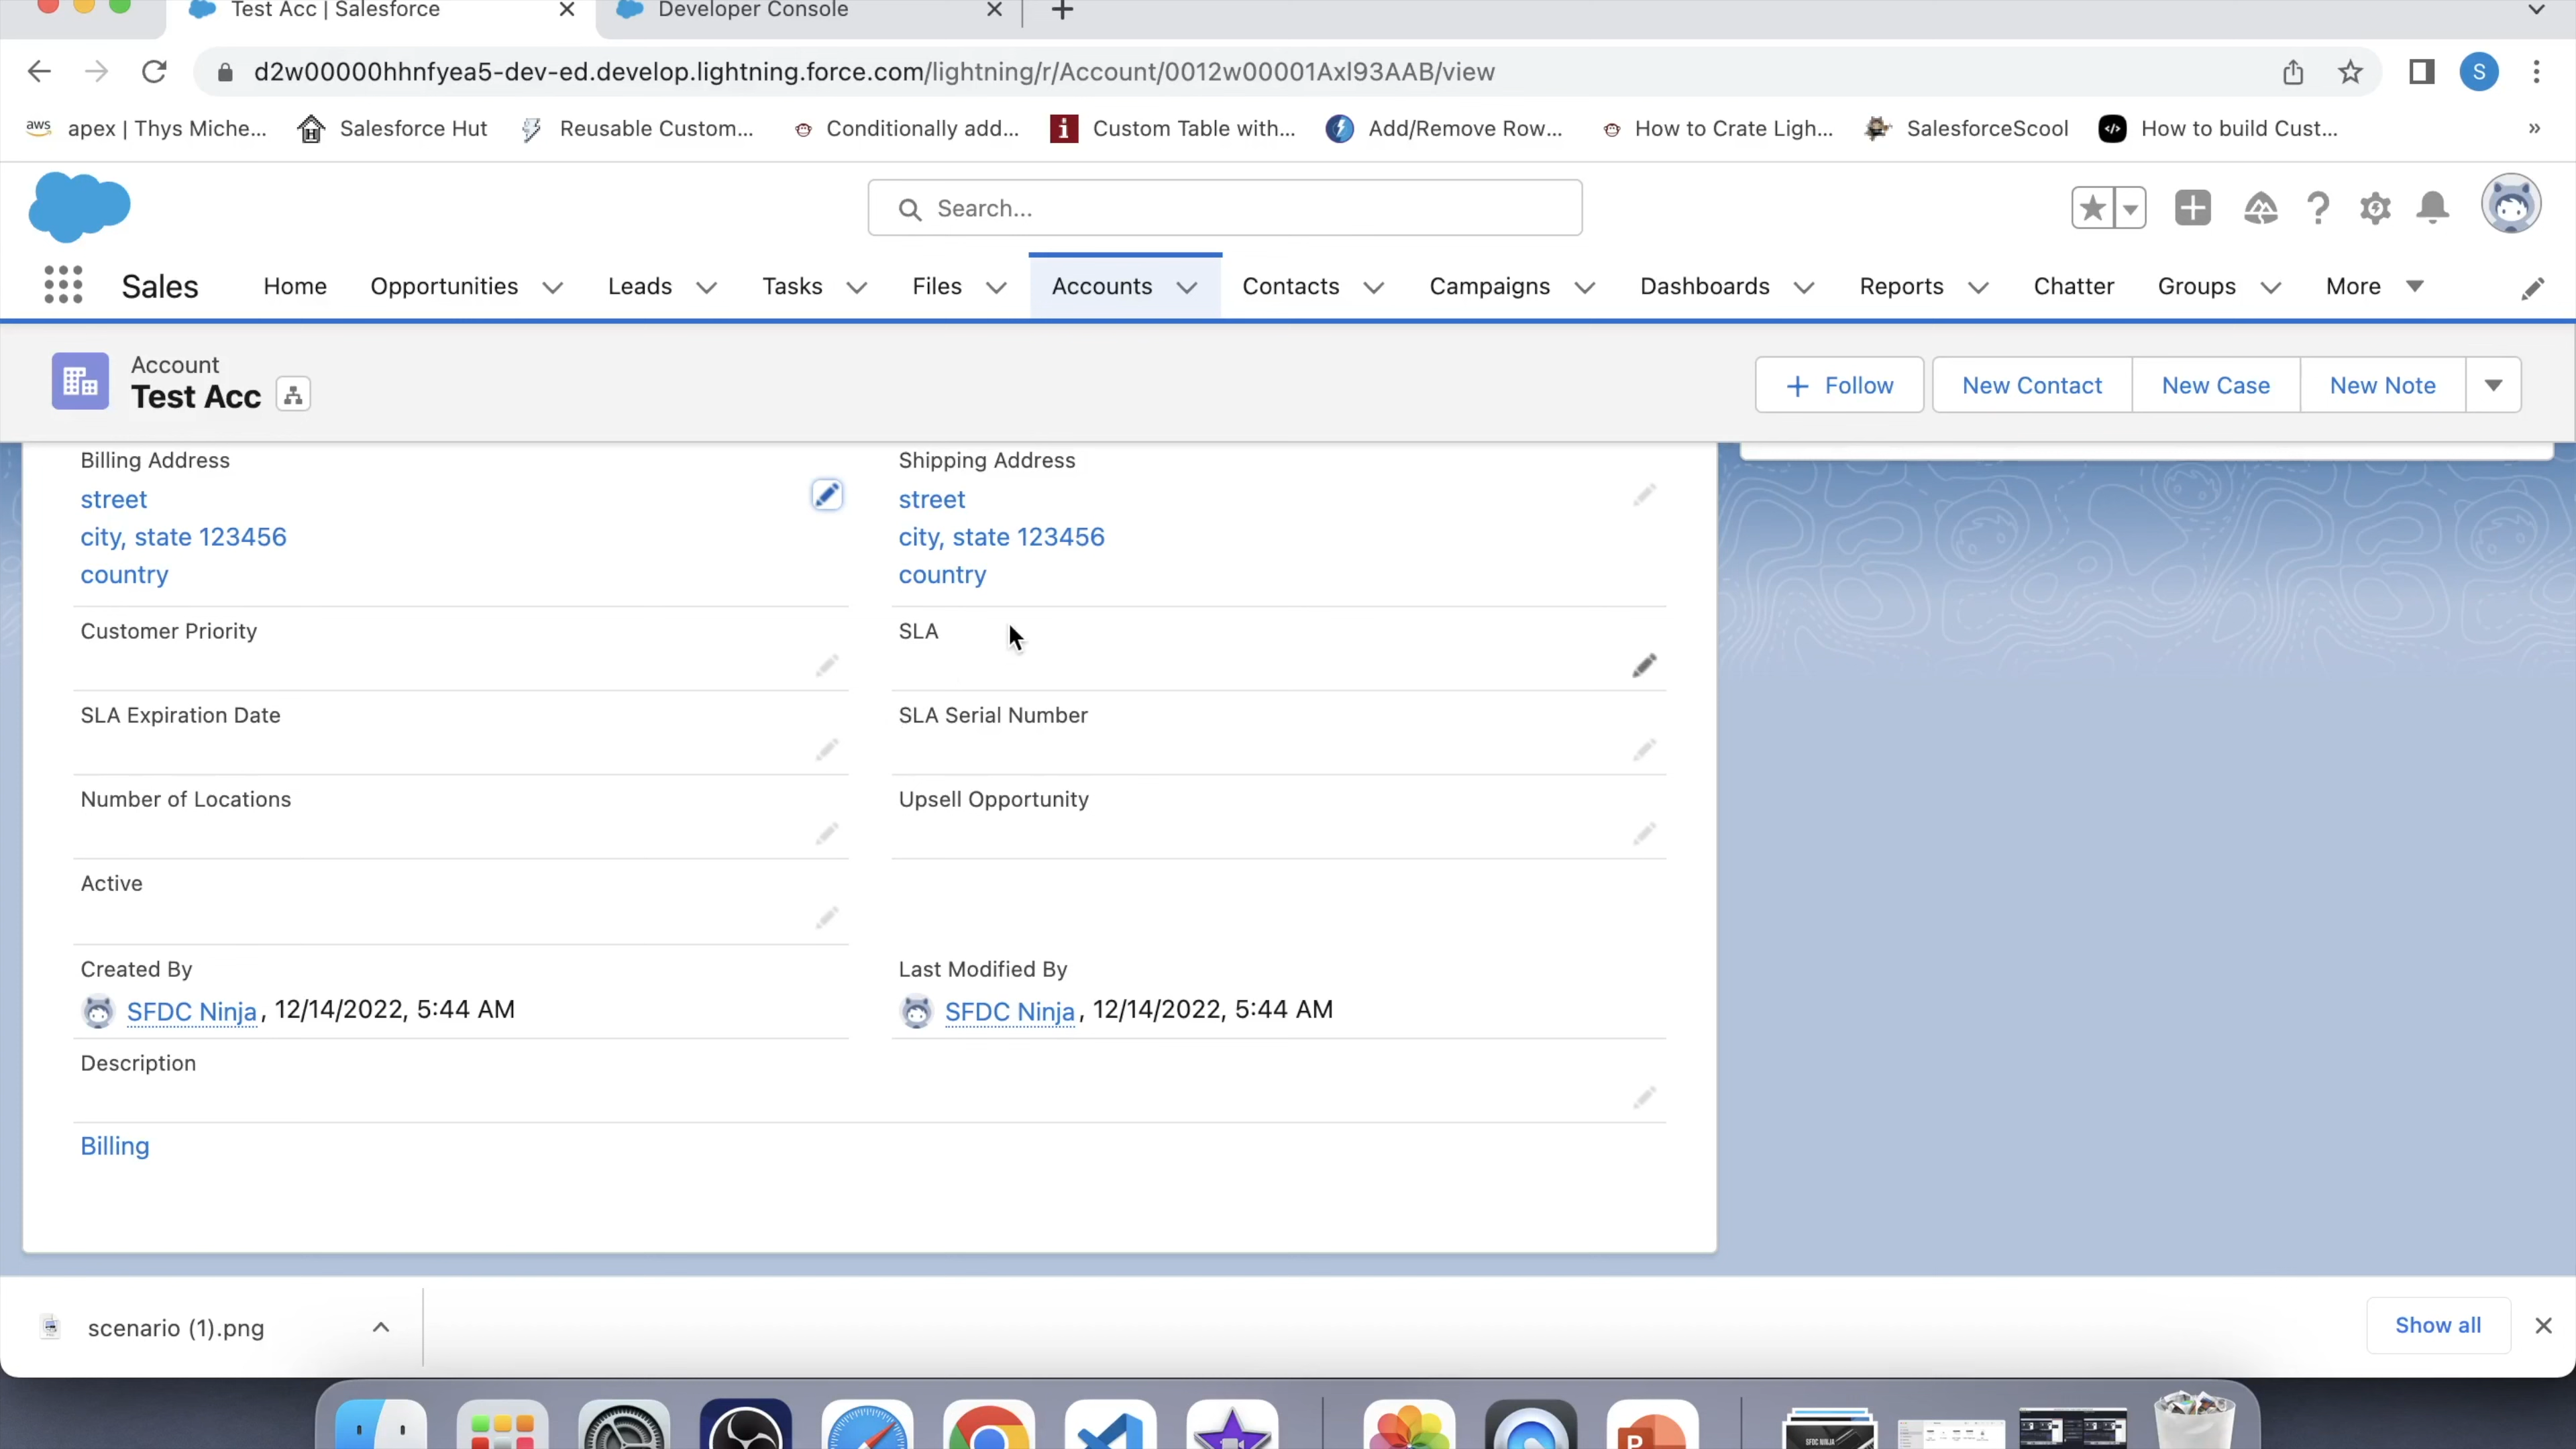 Test Acc | Salesforce
Developer Console
d2w00000hhnfyea5-dev-ed.develop.lightning.force.com/lightning/r/Account/0012w00001Axl93AAB/view
S
aws apex | Thys Miche...
Salesforce Hut
Reusable Custom...
Conditionally add...
Custom Table with...
Add/Remove Row...
How to Crate Ligh...
SalesforceScool
How to build Cust...
Search...
Sales
Home
Opportunities
Leads
Tasks
Files
Accounts
Contacts
Campaigns
Dashboards
Reports
Chatter
Groups
More
Account
Test Acc
Follow
New Contact
New Case
New Note
Billing Address
street
city, state 123456
country
Shipping Address
street
city, state 123456
country
Customer Priority
SLA
SLA Expiration Date
SLA Serial Number
Number of Locations
Upsell Opportunity
Active
Created By
SFDC Ninja, 12/14/2022, 5:44 AM
Last Modified By
SFDC Ninja, 12/14/2022, 5:44 AM
Description
Billing
scenario (1).png
Show all
P
SFDC NINJA